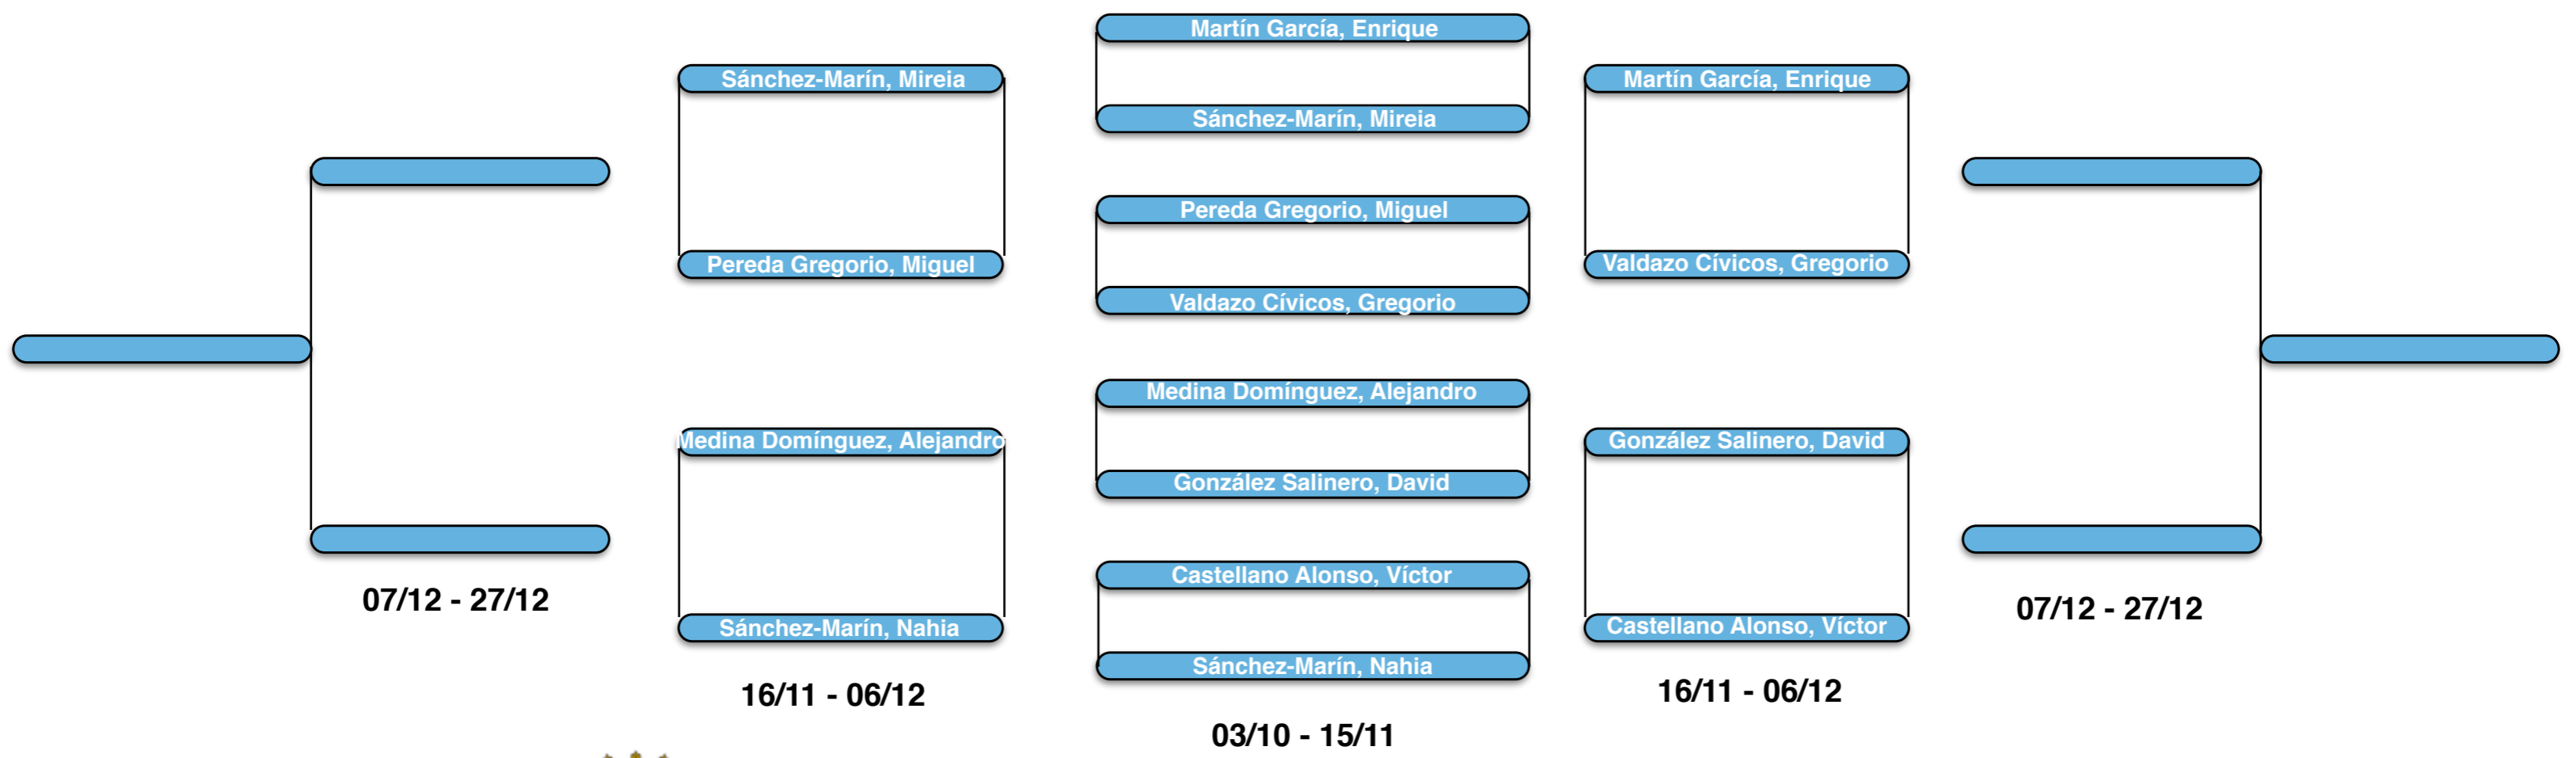 Martín García, Enrique
Sánchez-Marín, Mireia
Pereda Gregorio, Miguel
Valdazo Cívicos, Gregorio
Medina Domínguez, Alejandro
González Salinero, David
Castellano Alonso, Víctor
Sánchez-Marín, Nahia
03/10 - 15/11
Sánchez-Marín, Mireia
Pereda Gregorio, Miguel
Medina Domínguez, Alejandro
Sánchez-Marín, Nahia
16/11 - 06/12
07/12 - 27/12
Martín García, Enrique
Valdazo Cívicos, Gregorio
González Salinero, David
Castellano Alonso, Víctor
16/11 - 06/12
07/12 - 27/12